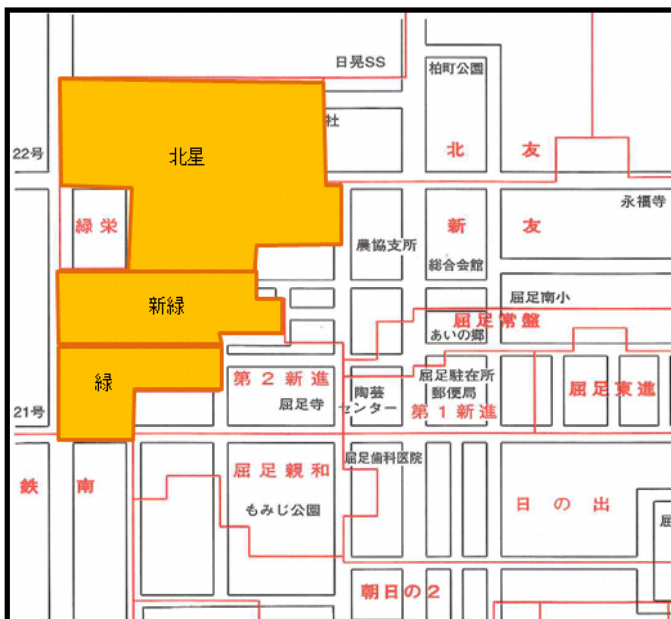 日晃SS
柏町公園
社
22号
北星
北友
永福寺
緑栄
農協支所
新友
総合会館
新緑
屈足南小
屈足常盤
あいの郷
緑
第2新進
屈足寺
陶芸
センター
屈足駐在所
郵便局
第1新進
屈足東進
21号
屈足親和
屈足歯科医院
鉄南
もみじ公園
日の出
屈
朝日の2